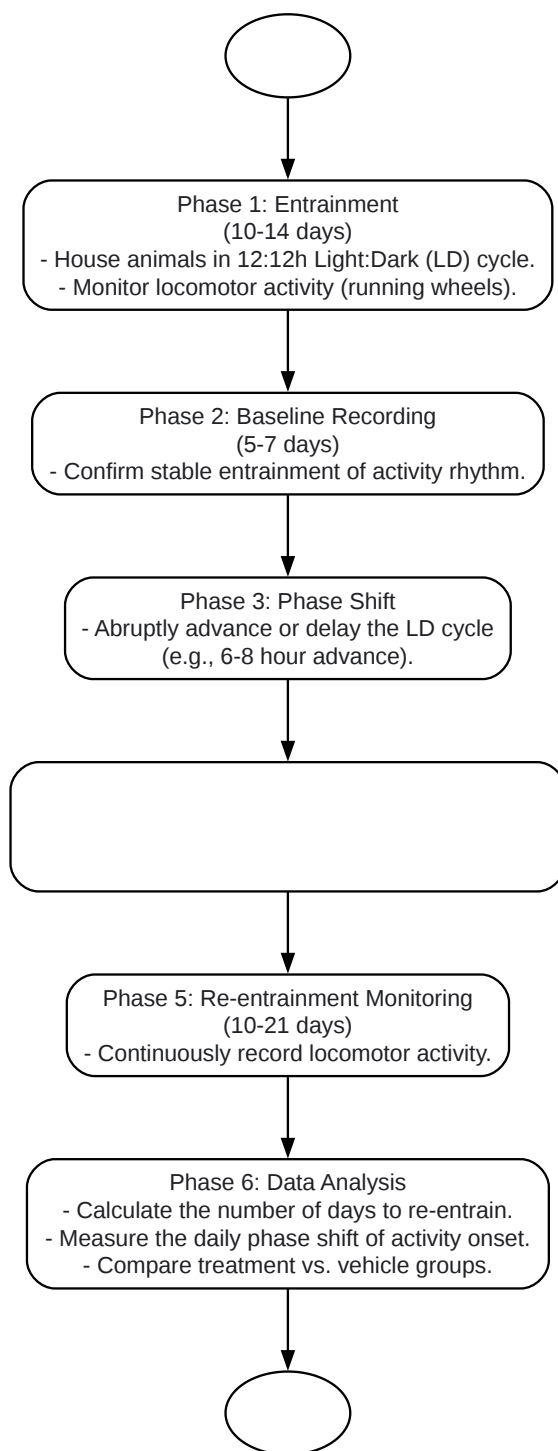 Phase 1: Entrainment
(10-14 days)
- House animals in 12:12h Light:Dark (LD) cycle.
- Monitor locomotor activity (running wheels).
Phase 2: Baseline Recording
(5-7 days)
- Confirm stable entrainment of activity rhythm.
Phase 3: Phase Shift
- Abruptly advance or delay the LD cycle
(e.g., 6-8 hour advance).
Phase 5: Re-entrainment Monitoring
(10-21 days)
- Continuously record locomotor activity.
Phase 6: Data Analysis
- Calculate the number of days to re-entrain.
- Measure the daily phase shift of activity onset.
- Compare treatment vs. vehicle groups.